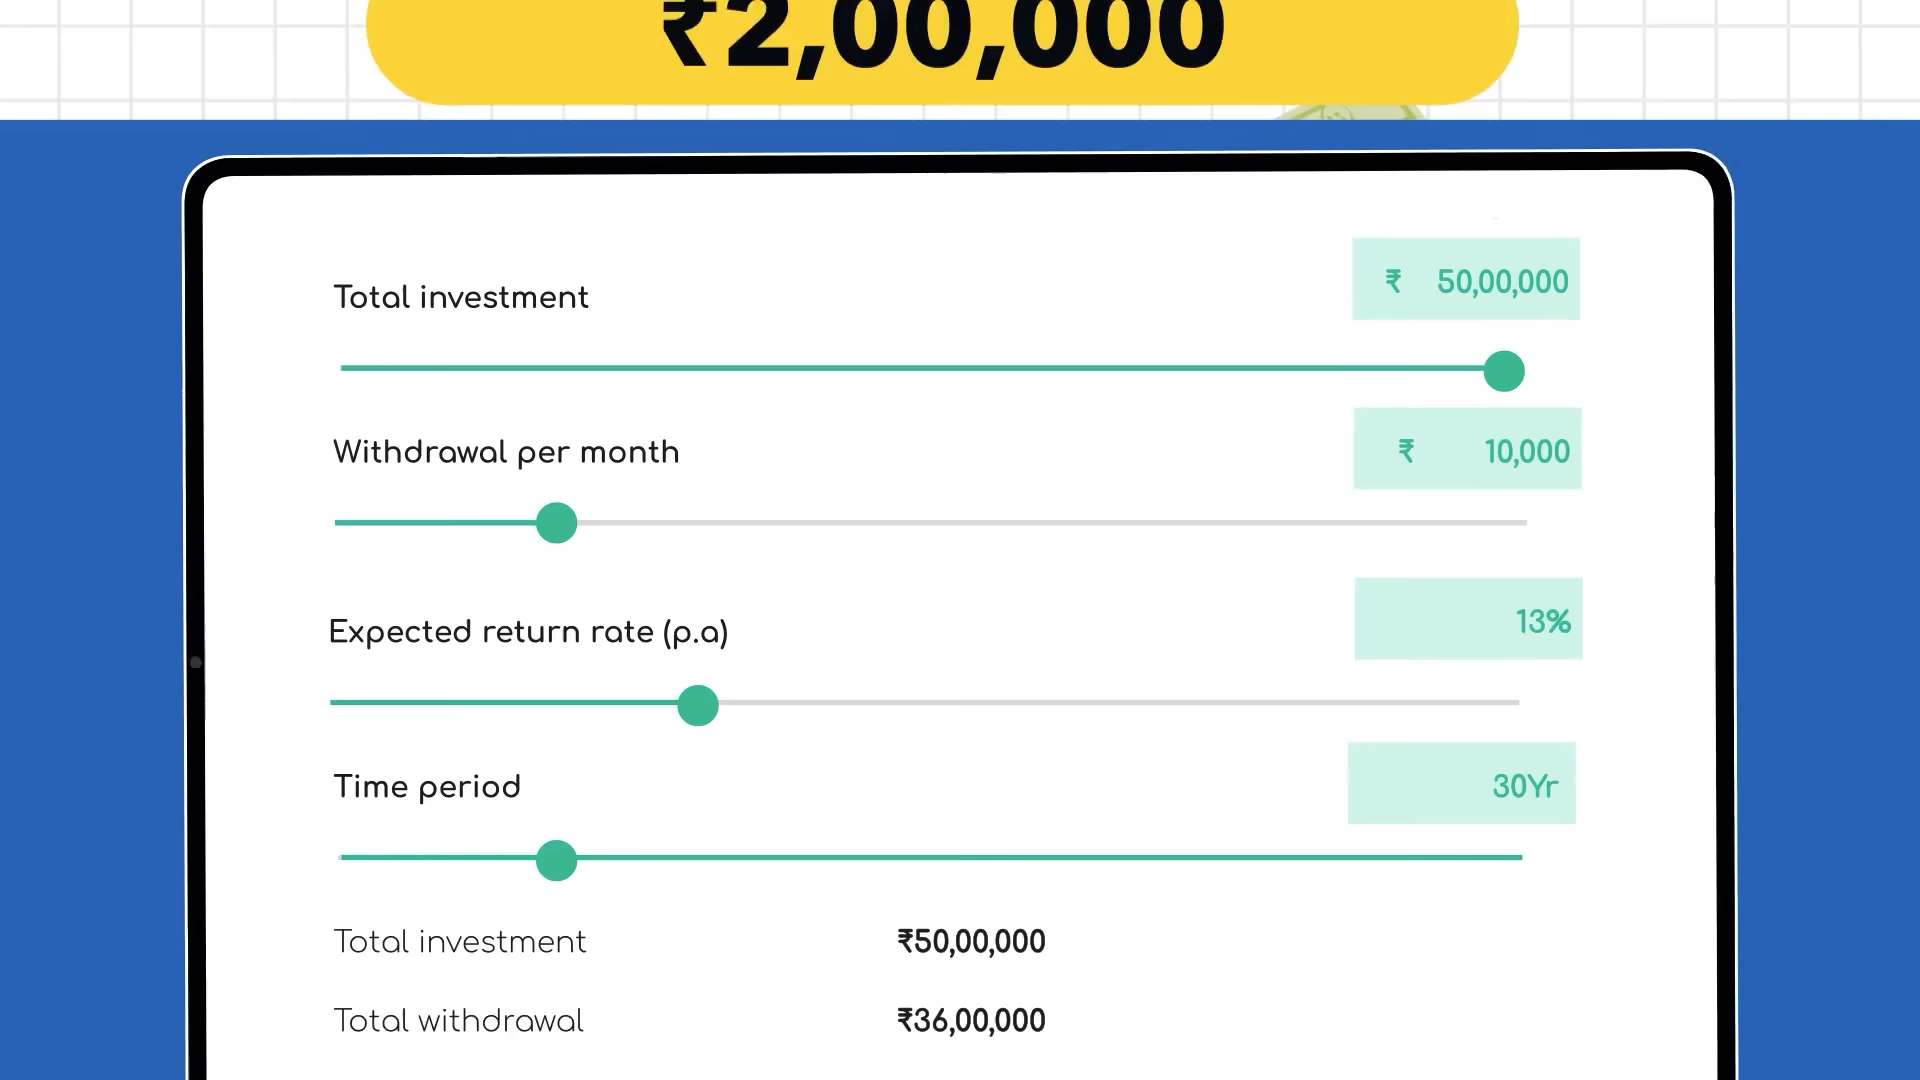 ₹2,00,000
Total investment ₹ 50,00,000
Withdrawal per month ₹ 10,000
Expected return rate (p.a) 13%
Time period 30Yr
Total investment ₹50,00,000
Total withdrawal ₹36,00,000